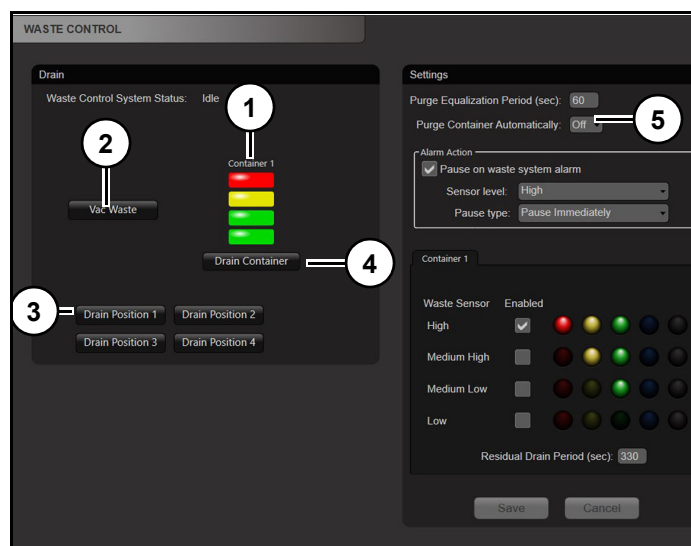 WASTE CONTROL
Drain
Waste Control System Status: Idle
1
2
Container 1
Vac Waste
Drain Container
4
3
Drain Position 1 Drain Position 2
Drain Position 3 Drain Position 4
Settings
Purge Equalization Period (sec): 60
Purge Container Automatically: Off
5
Alarm Action
Pause on waste system alarm
Sensor level: High
Pause type: Pause Immediately
Container 1
Waste Sensor Enabled
High
Medium High
Medium Low
Low
Residual Drain Period (sec): 330
Save Cancel